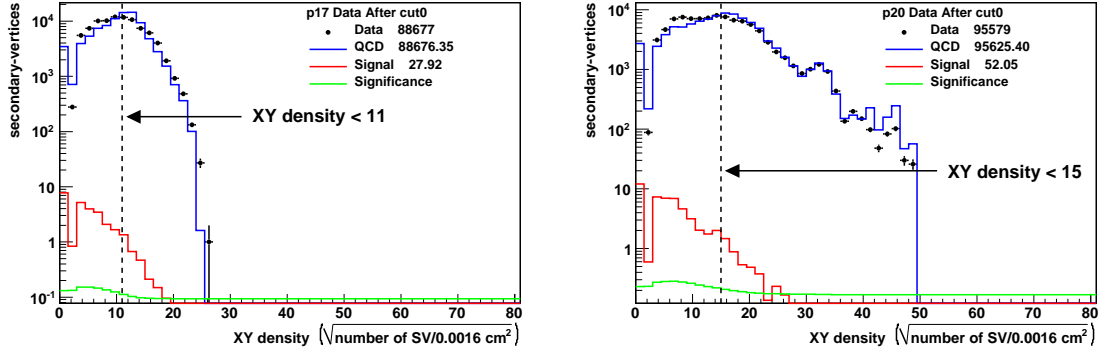 p17 Data After cut0
Data 88677
QCD 88676.35
Signal 27.92
Significance
XY density < 11
secondary-vertices
10⁴
10³
10²
10
1
10⁻¹
0 10 20 30 40 50 60 70 80
XY density (√number of SV/0.0016 cm²)
p20 Data After cut0
Data 95579
QCD 95625.40
Signal 52.05
Significance
XY density < 15
secondary-vertices
10⁴
10³
10²
10
1
0 10 20 30 40 50 60 70 80
XY density (√number of SV/0.0016 cm²)